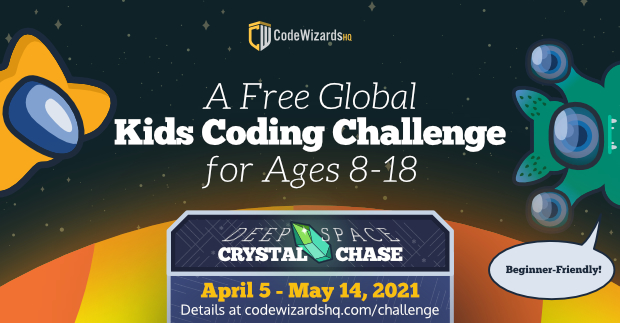 CodeWizardsHQ
A Free Global
Kids Coding Challenge
for Ages 8-18
DEEP SPACE
CRYSTAL CHASE
Beginner-Friendly!
April 5 - May 14, 2021
Details at codewizardshq.com/challenge